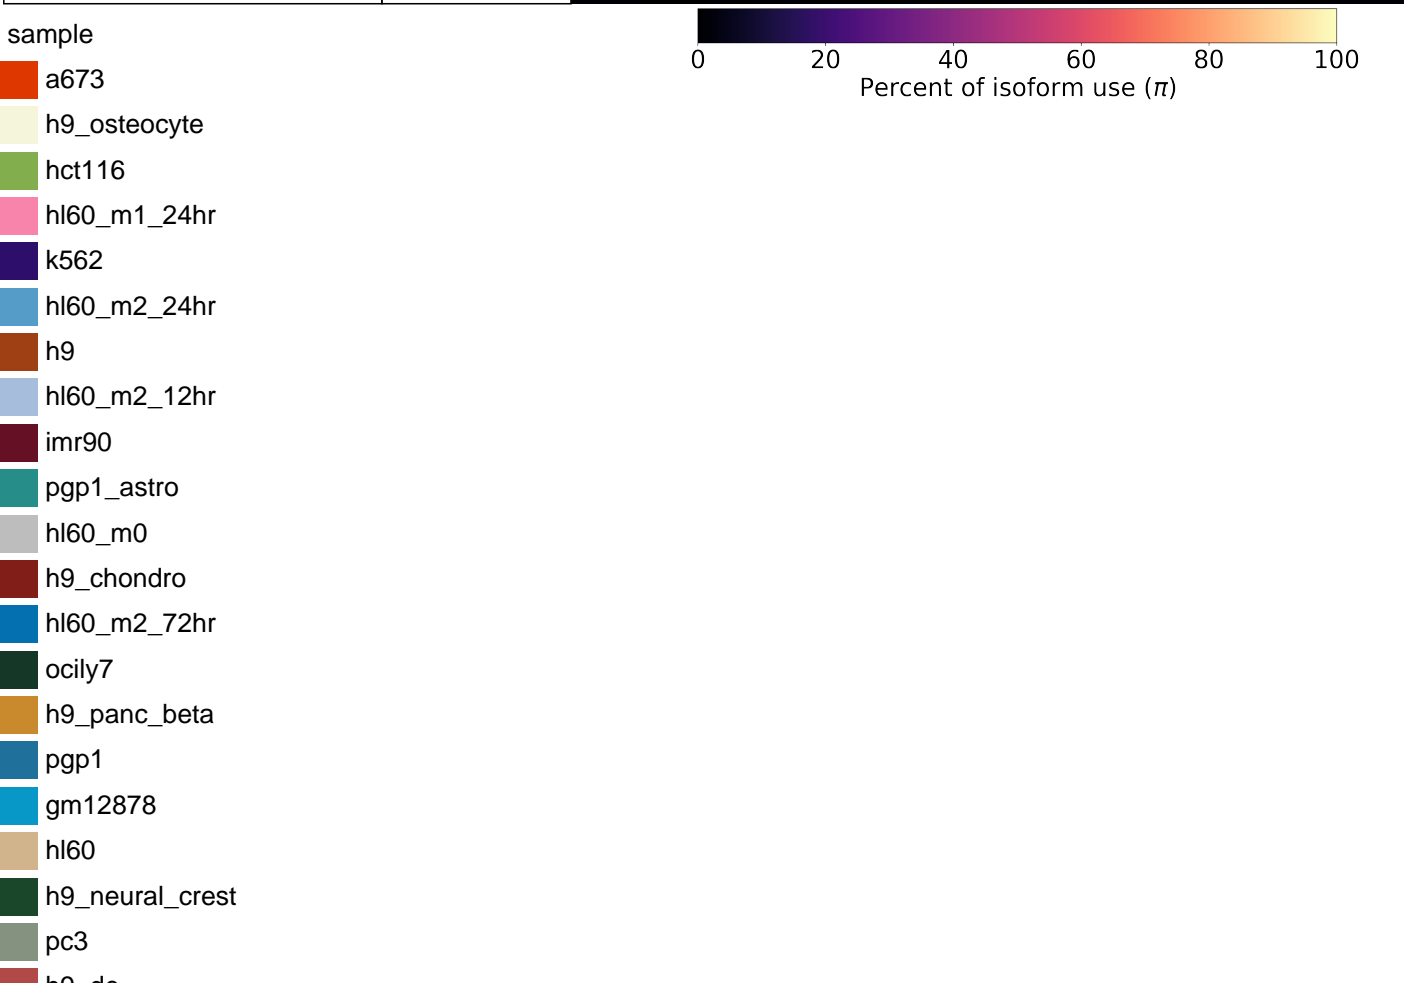 sample
a673
h9_osteocyte
hct116
hl60_m1_24hr
k562
hl60_m2_24hr
h9
hl60_m2_12hr
imr90
pgp1_astro
hl60_m0
h9_chondro
hl60_m2_72hr
ocily7
h9_panc_beta
pgp1
gm12878
hl60
h9_neural_crest
pc3
0 20 40 60 80 100
Percent of isoform use (π)